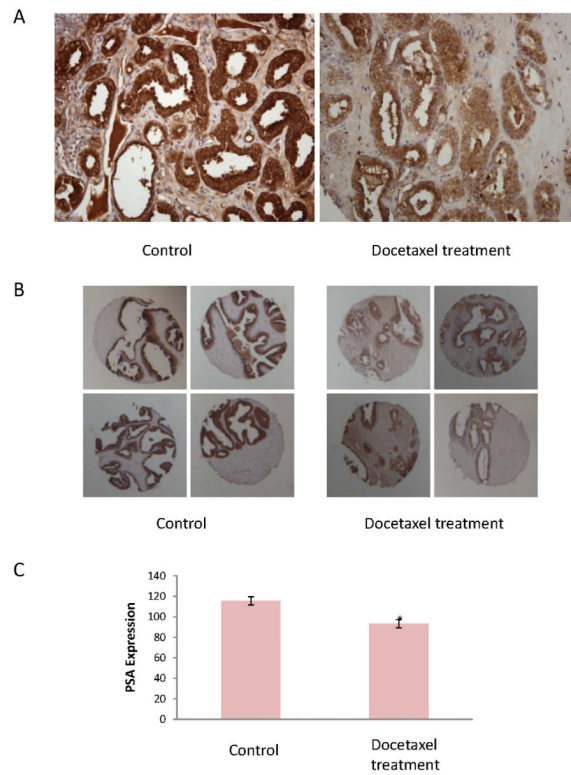 A
Control
Docetaxel treatment
B
Control
Docetaxel treatment
C
140
120
100
80
60
40
20
0
PSA Expression
*
Control
Docetaxel
treatment